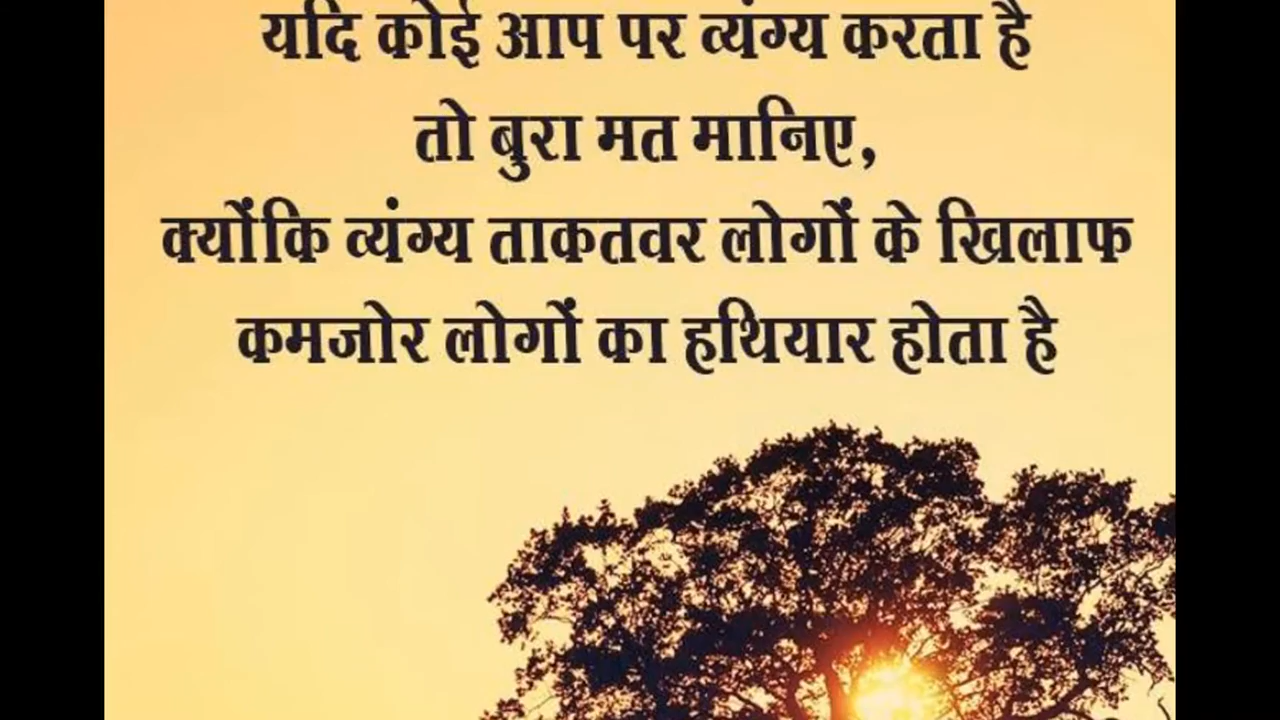 यदि कोई आप पर व्यंग्य करता है
तो बुरा मत मानिए,
क्योंकि व्यंग्य ताकतवर लोगों के खिलाफ
कमजोर लोगों का हथियार होता है